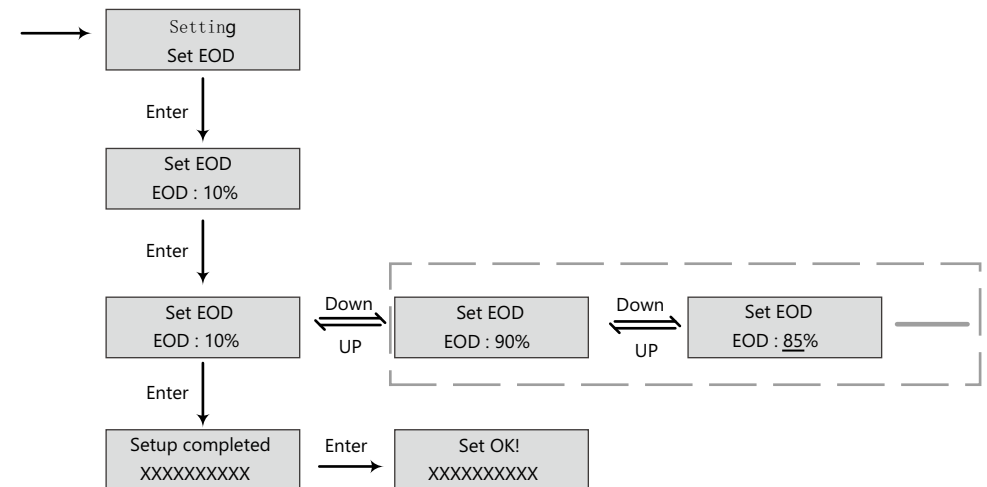 Setting
Set EOD
Enter
Set EOD
EOD : 10%
Enter
Set EOD
EOD : 10%
Down
UP
Set EOD
EOD : 90%
Down
UP
Set EOD
EOD : 85%
Enter
Setup completed
XXXXXXXXXX
Enter
Set OK!
XXXXXXXXXX